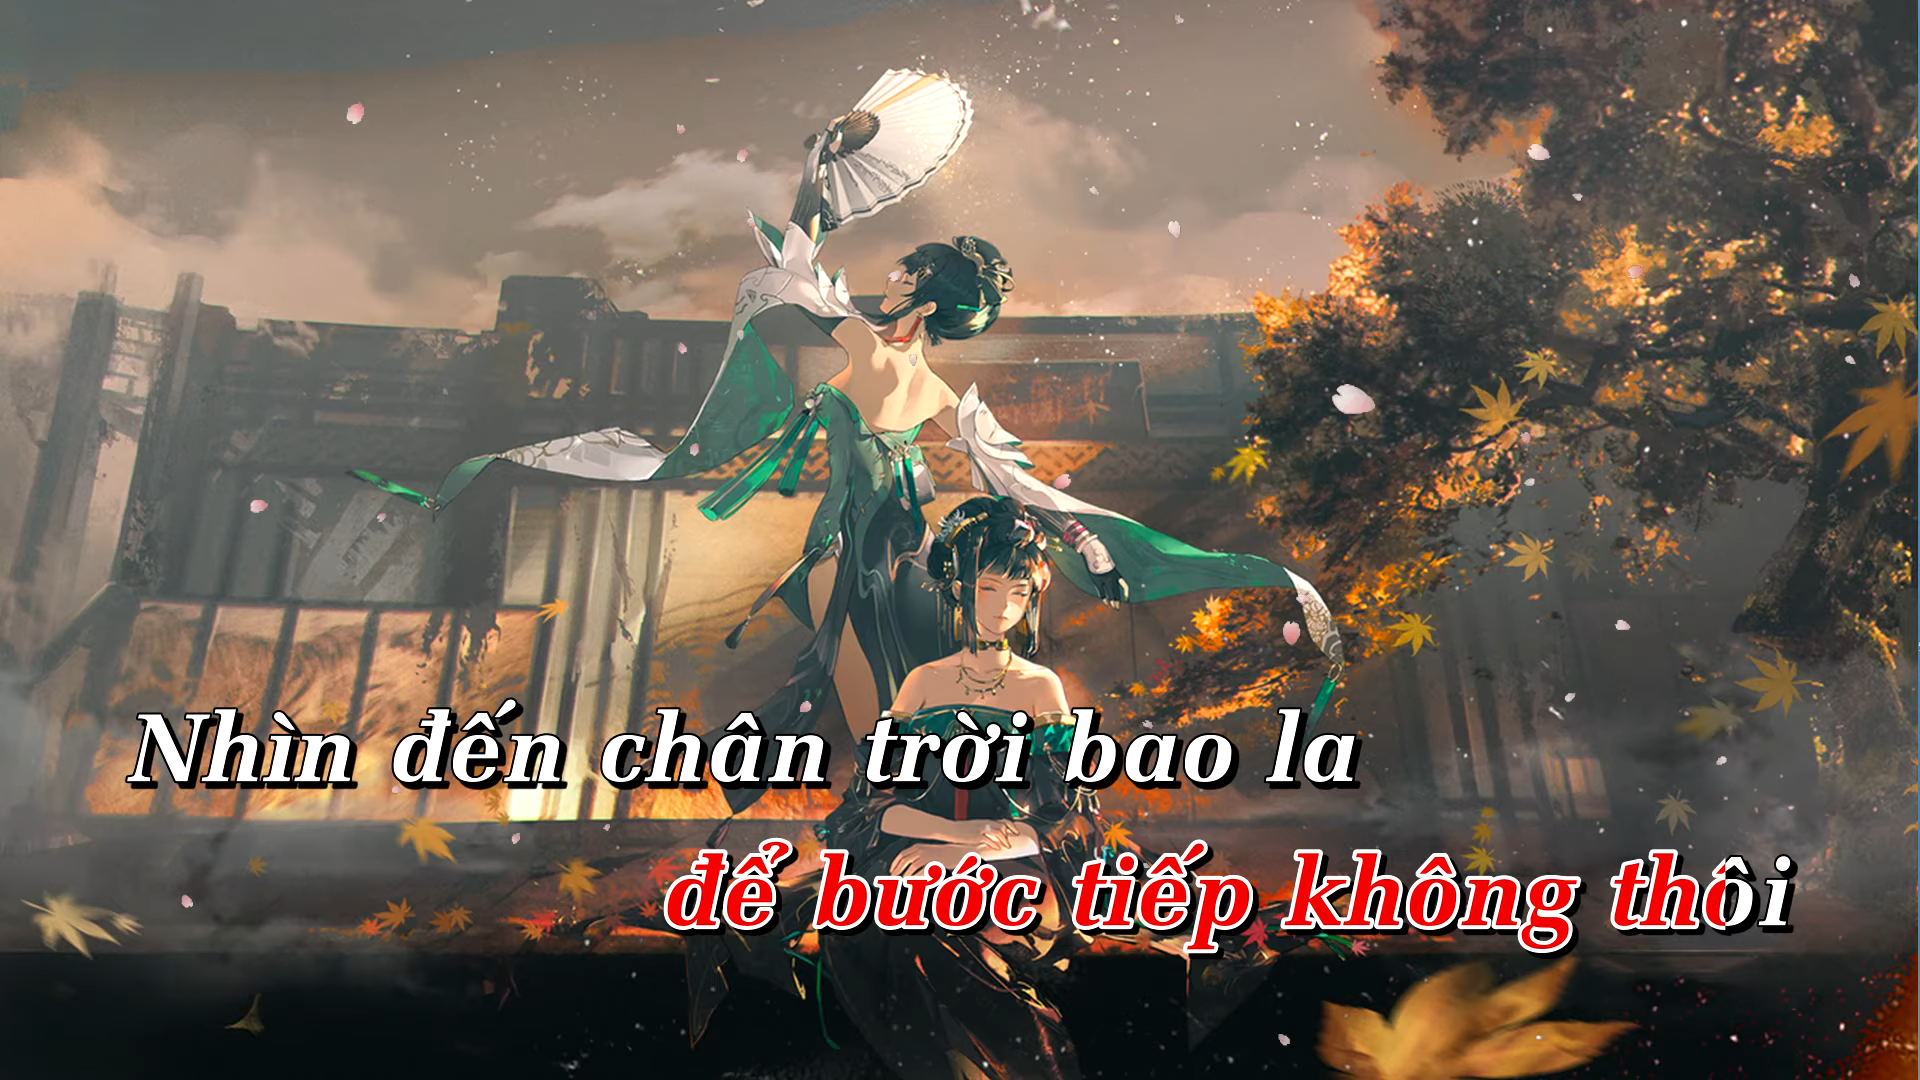 Nhìn đến chân trời bao la
để bước tiếp không thôi